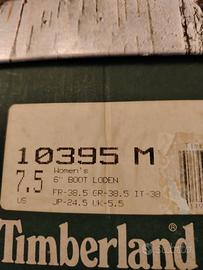 10395 M
7.5
US
Women's
6" BOOT LODEN
FR-38.5 GR-38.5 IT-38
JP-24.5 UK-5.5
Timberland